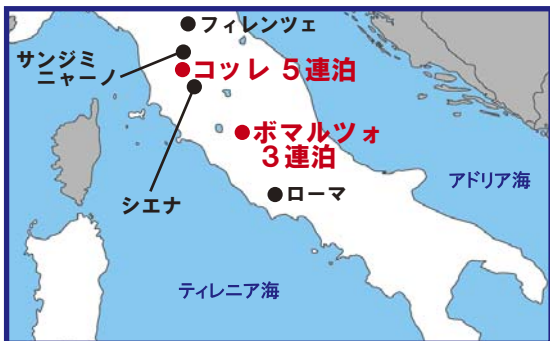 フィレンツェ
サンジミ
ニャーノ
コッレ 5連泊
ボマルツォ
3連泊
アドリア海
シエナ
ローマ
ティレニア海